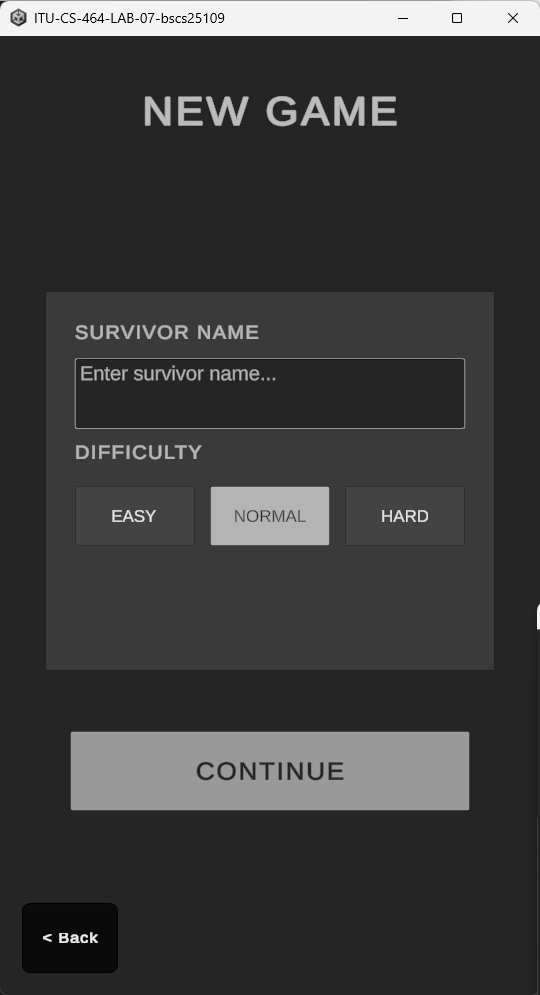 ITU-CS-464-LAB-07-bscs25109
NEW GAME
SURVIVOR NAME
Enter survivor name...
DIFFICULTY
EASY NORMAL HARD
CONTINUE
< Back